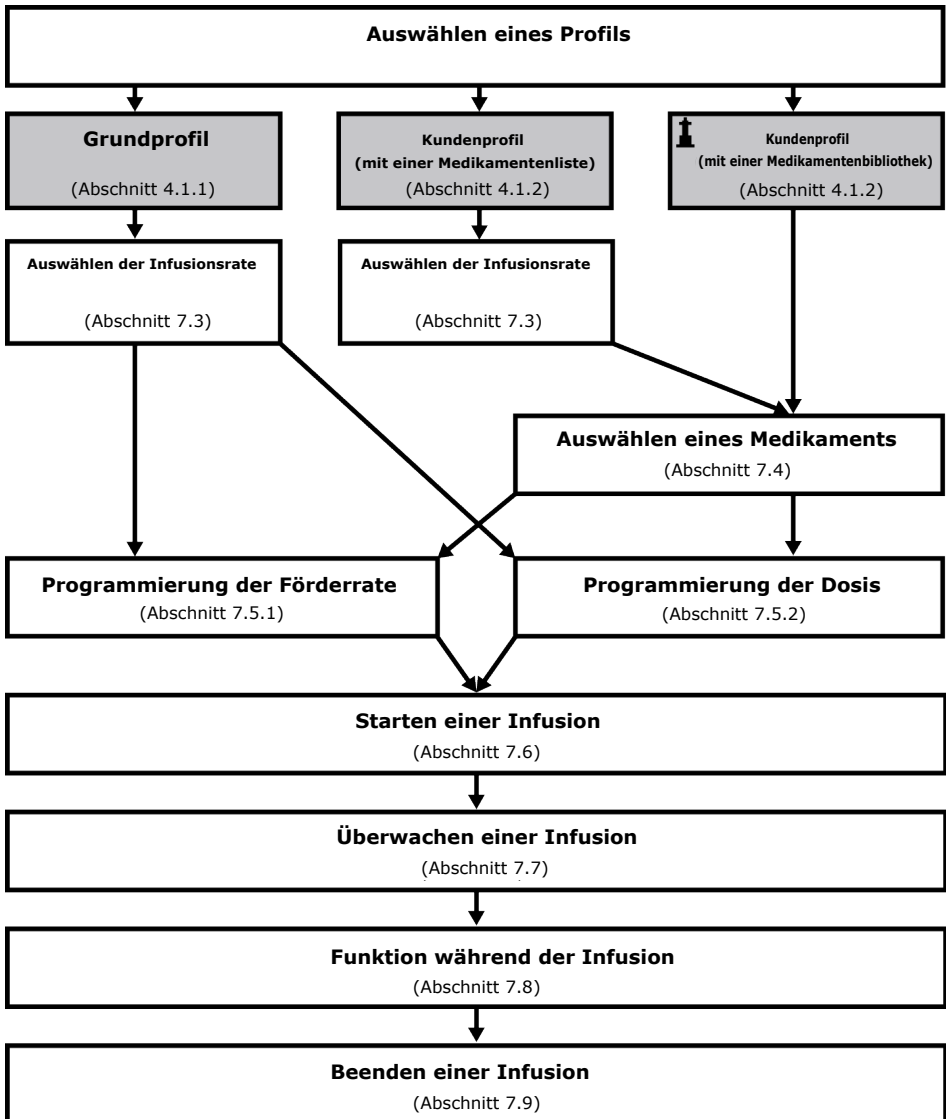 Auswählen eines Profils
Grundprofil
(Abschnitt 4.1.1)
Kundenprofil
(mit einer Medikamentenliste)
(Abschnitt 4.1.2)
Kundenprofil
(mit einer Medikamentenbibliothek)
(Abschnitt 4.1.2)
Auswählen der Infusionsrate
(Abschnitt 7.3)
Auswählen der Infusionsrate
(Abschnitt 7.3)
Auswählen eines Medikaments
(Abschnitt 7.4)
Programmierung der Förderrate
(Abschnitt 7.5.1)
Programmierung der Dosis
(Abschnitt 7.5.2)
Starten einer Infusion
(Abschnitt 7.6)
Überwachen einer Infusion
(Abschnitt 7.7)
Funktion während der Infusion
(Abschnitt 7.8)
Beenden einer Infusion
(Abschnitt 7.9)